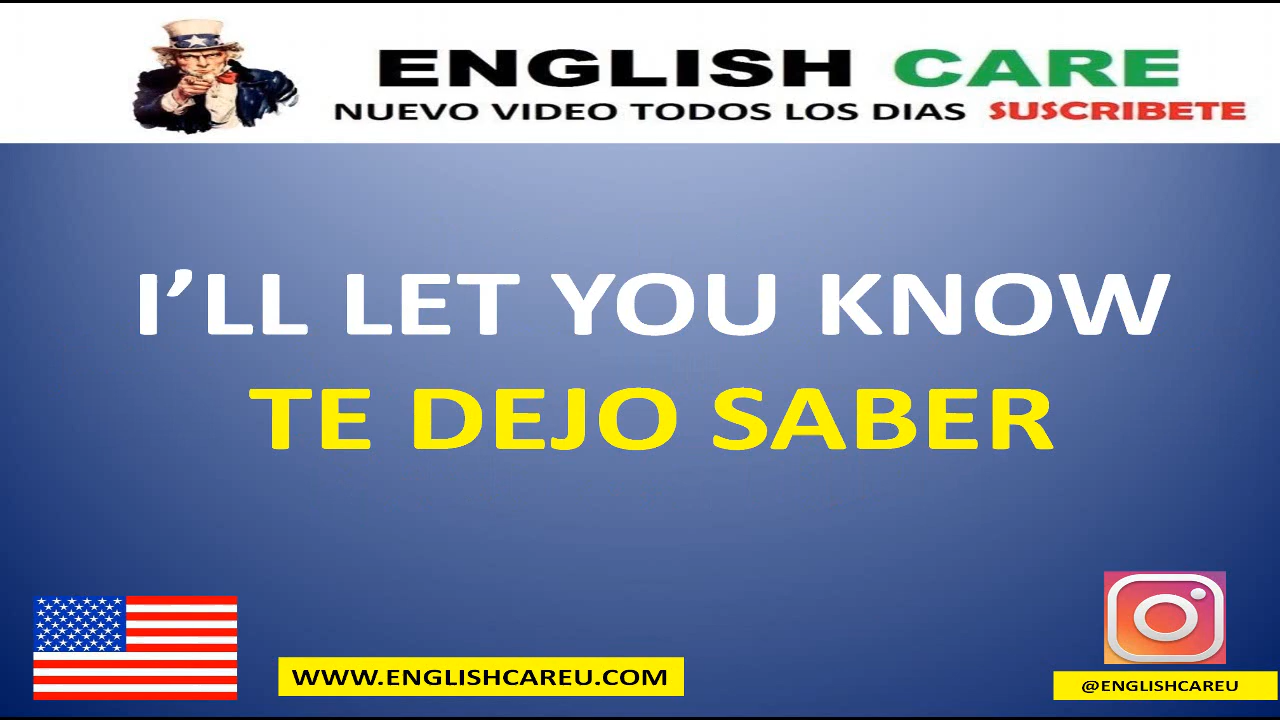 ENGLISH CARE
NUEVO VIDEO TODOS LOS DIAS SUSCRIBETE
I’LL LET YOU KNOW
TE DEJO SABER
WWW.ENGLISHCAREU.COM
@ENGLISHCAREU